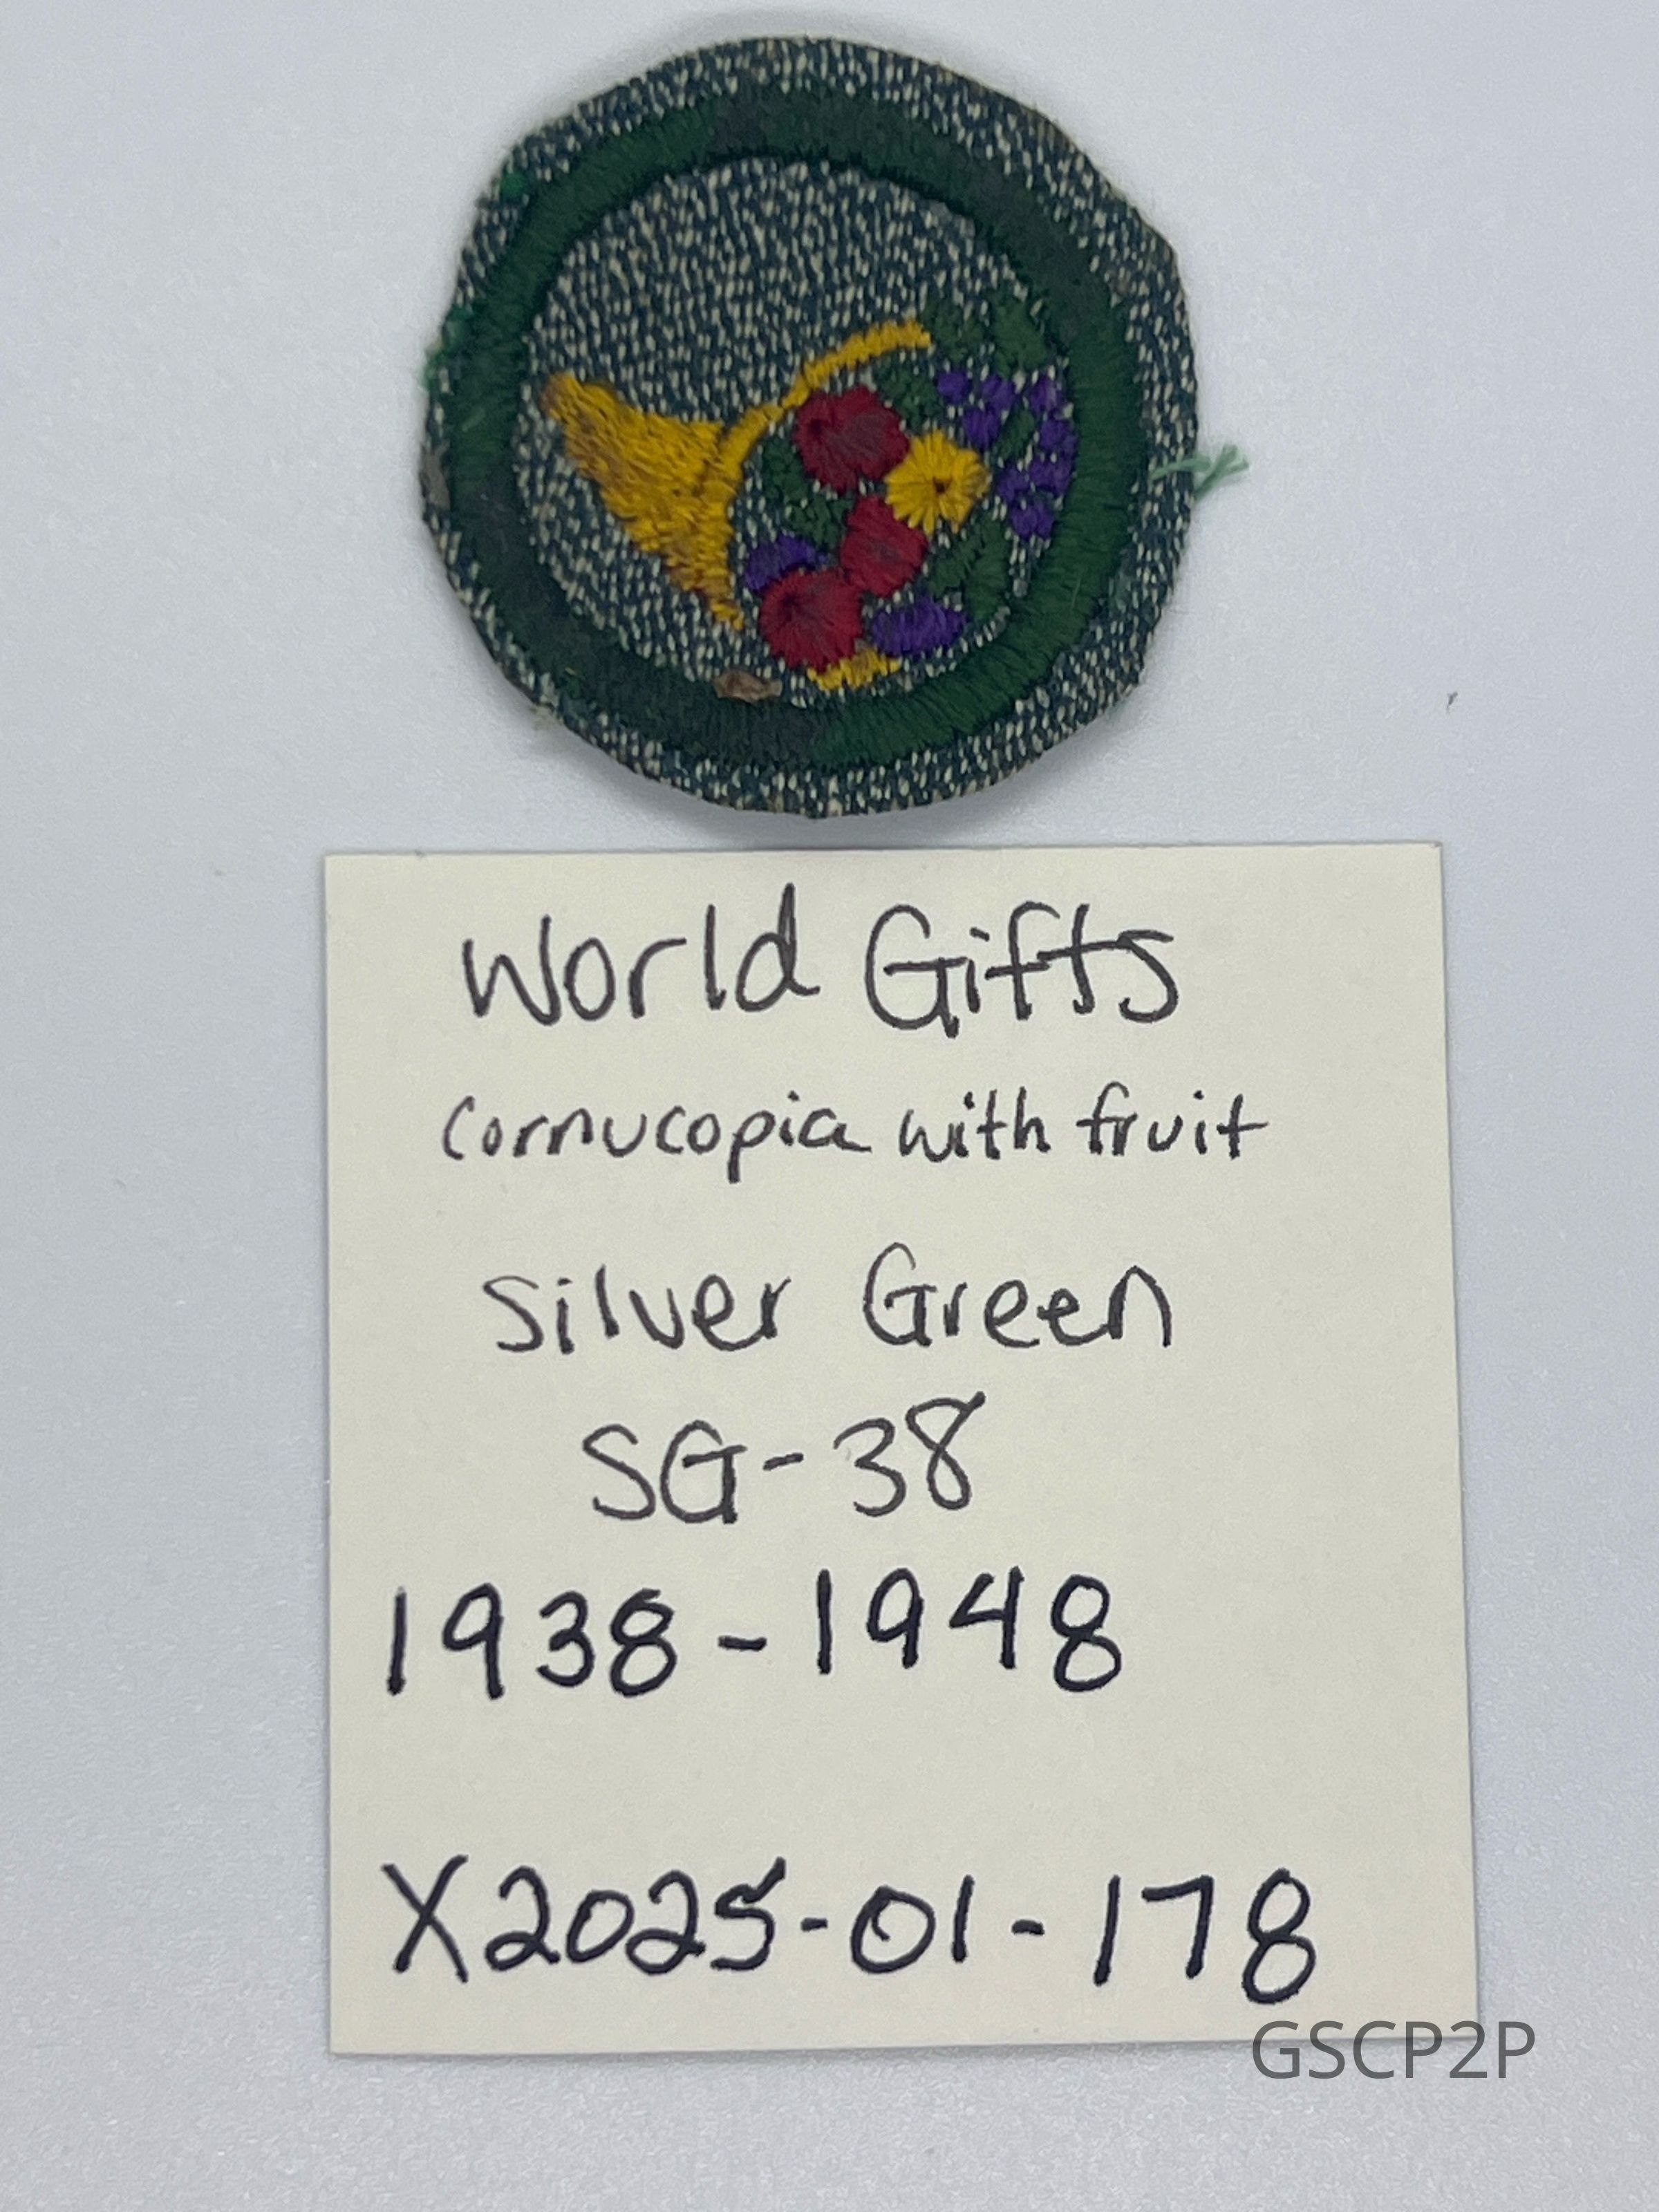 World Gifts
Cornucopia with fruit
Silver Green
SG-38
1938-1948
X2025-01-178
GSCP2P